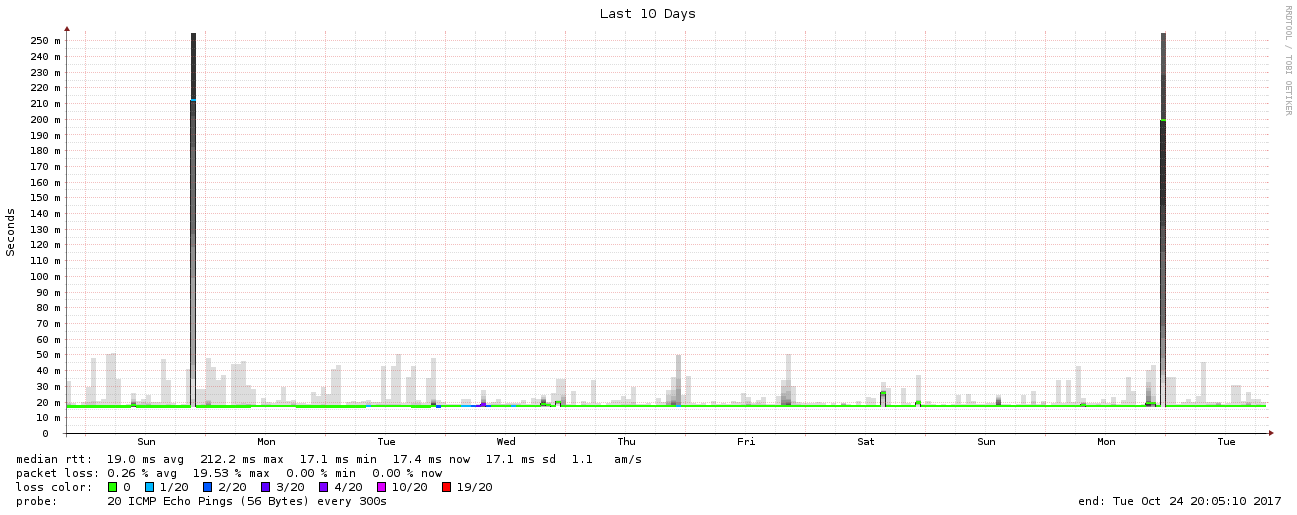 Last 10 Days
RRDTOOL / TOBI OETIKER
Seconds
250 m
240 m
230 m
220 m
210 m
200 m
190 m
180 m
170 m
160 m
150 m
140 m
130 m
120 m
110 m
100 m
90 m
80 m
70 m
60 m
50 m
40 m
30 m
20 m
10 m
0
Sun Mon Tue Wed Thu Fri Sat Sun Mon Tue
median rtt: 19.0 ms avg 212.2 ms max 17.1 ms min 17.4 ms now 17.1 ms sd 1.1 am/s
packet loss: 0.26 % avg 19.53 % max 0.00 % min 0.00 % now
loss color: 0 1/20 2/20 3/20 4/20 10/20 19/20
probe: 20 ICMP Echo Pings (56 Bytes) every 300s end: Tue Oct 24 20:05:10 2017